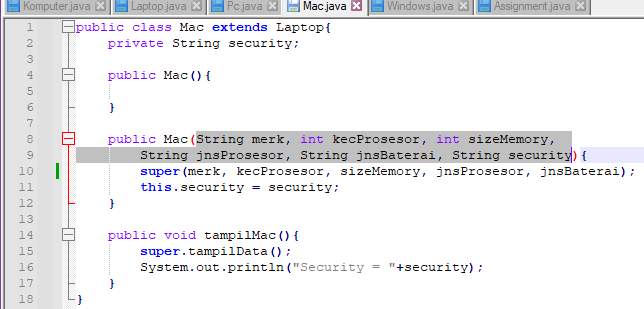 Komputer.java Laptop.java Pc.java Mac.java Windows.java Assignment.java
1 public class Mac extends Laptop{
2 private String security;
3
4 public Mac(){
5
6 }
7
8 public Mac(String merk, int kecProsesor, int sizeMemory,
9 String jnsProsesor, String jnsBaterai, String security){
10 super(merk, kecProsesor, sizeMemory, jnsProsesor, jnsBaterai);
11 this.security = security;
12 }
13
14 public void tampilMac(){
15 super.tampilData();
16 System.out.println("Security = "+security);
17 }
18 }